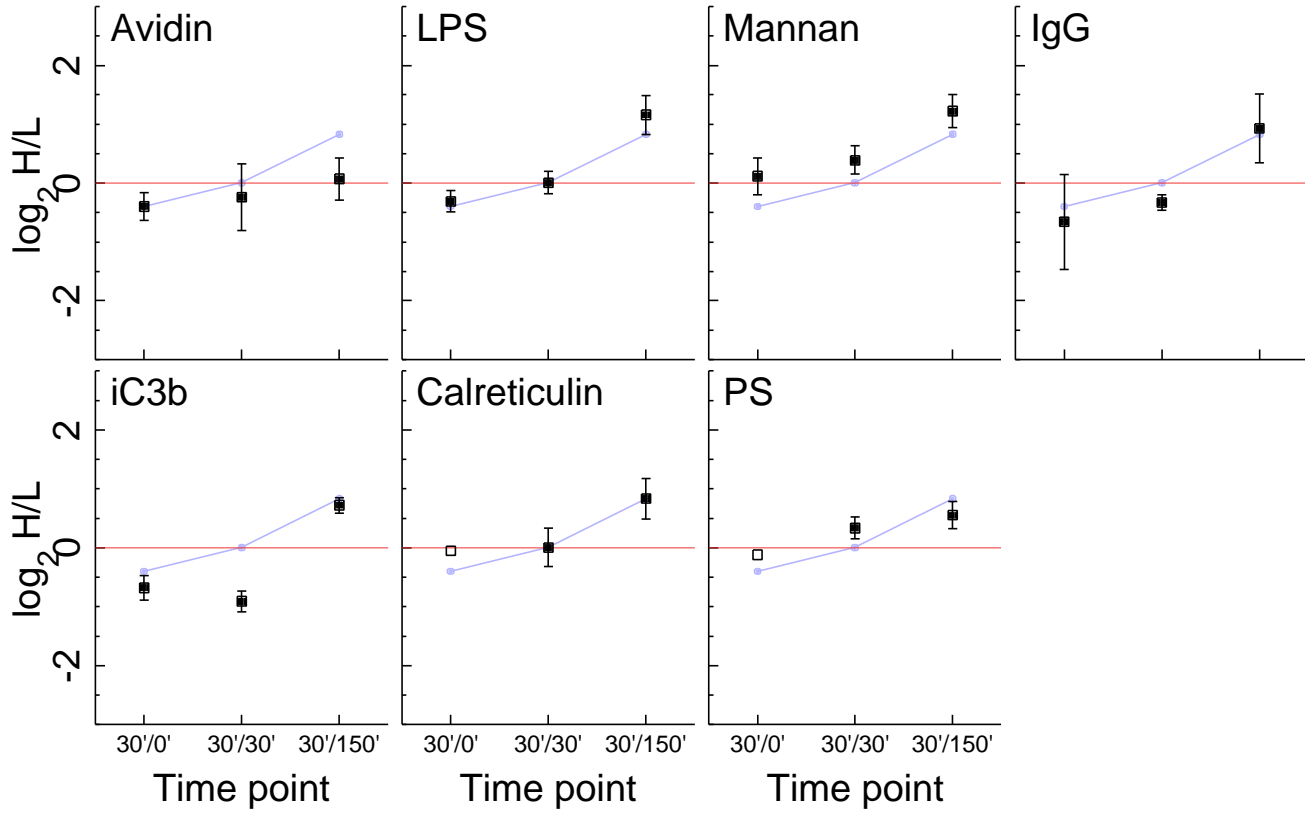 Avidin
LPS
Mannan
IgG
2
0
-2
log2 H/L
iC3b
Calreticulin
PS
2
0
-2
log2 H/L
30'/0' 30'/30' 30'/150'
30'/0' 30'/30' 30'/150'
30'/0' 30'/30' 30'/150'
Time point
Time point
Time point